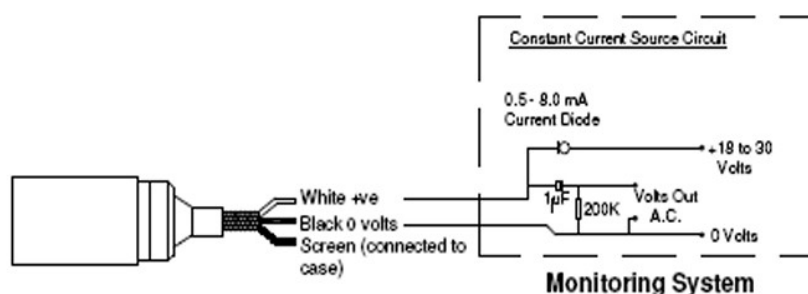 Constant Current Source Circuit
0.5- 8.0 mA
Current Diode
+18 to 30
Volts
White +ve
1µF
200K
Volts Out
A.C.
Black 0 volts
0 Volts
Screen (connected to
case)
Monitoring System